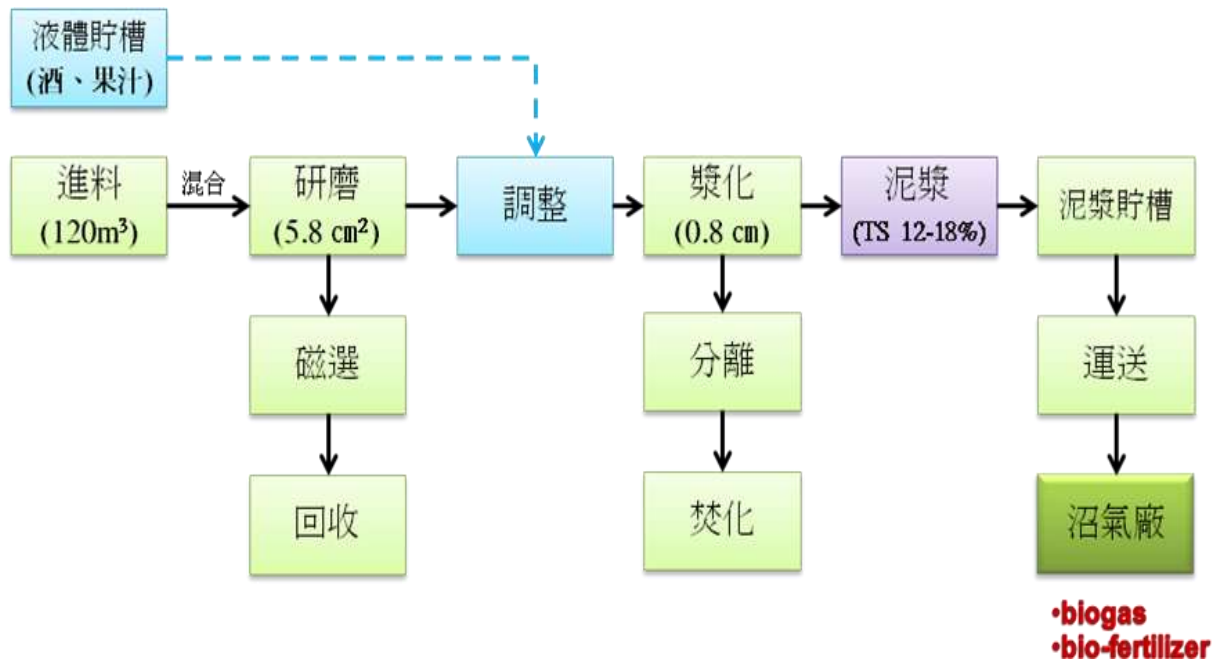 液體貯槽
(酒、果汁)
進料
(120m³)
混合
研磨
(5.8 cm²)
調整
漿化
(0.8 cm)
泥漿
(TS 12-18%)
泥漿貯槽
磁選
分離
運送
回收
焚化
沼氣廠
•biogas
•bio-fertilizer